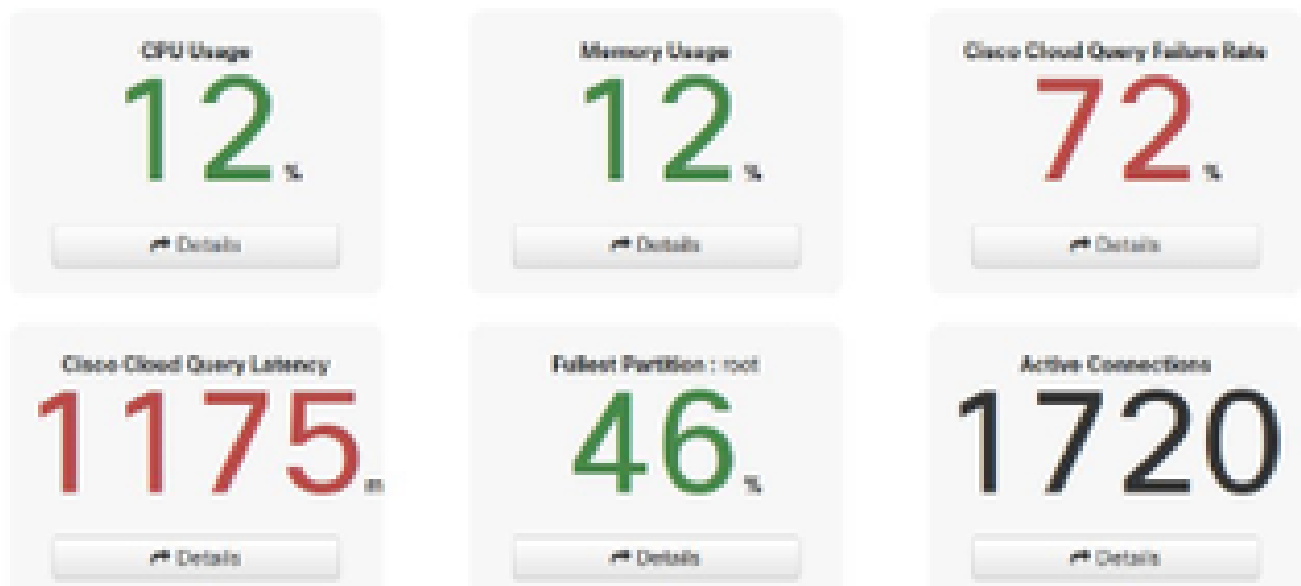 CPU Usage
12 %
Details
Memory Usage
12 %
Details
Cisco Cloud Query Failure Rate
72 %
Details
Cisco Cloud Query Latency
1175 m
Details
Fullest Partition : root
46 %
Details
Active Connections
1720
Details